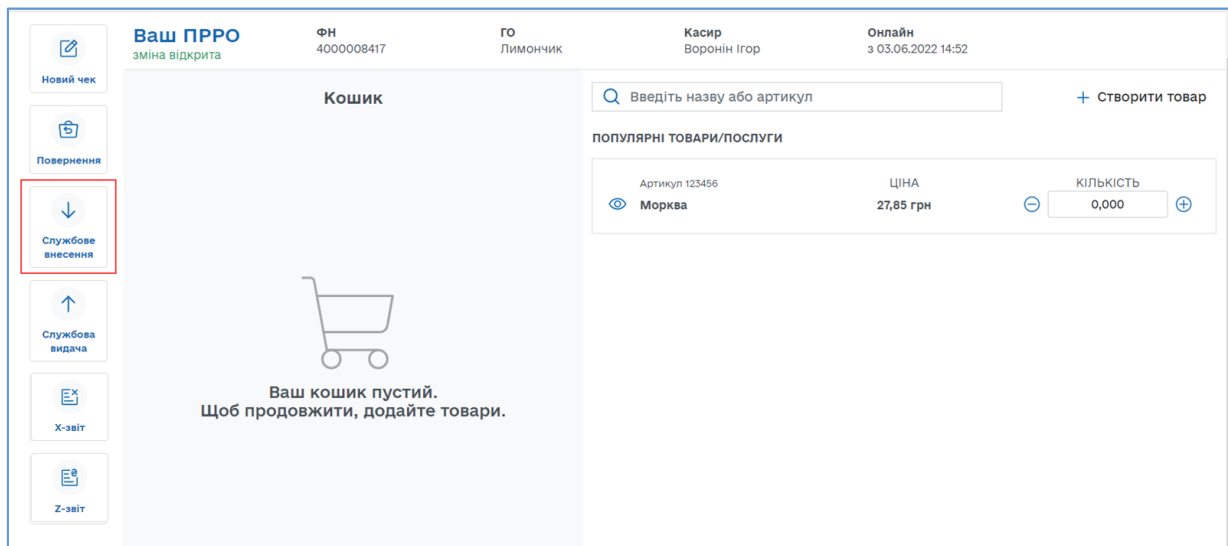 Новий чек
Повернення
Службове
внесення
Службова
видача
X-звіт
Z-звіт
Ваш ПРРО
зміна відкрита
ФН
4000008417
ГО
Лимончик
Касир
Воронін Ігор
Онлайн
з 03.06.2022 14:52
Кошик
Ваш кошик пустий.
Щоб продовжити, додайте товари.
Введіть назву або артикул
+ Створити товар
ПОПУЛЯРНІ ТОВАРИ/ПОСЛУГИ
Артикул 123456
Морква
ЦІНА
27,85 грн
КІЛЬКІСТЬ
0,000